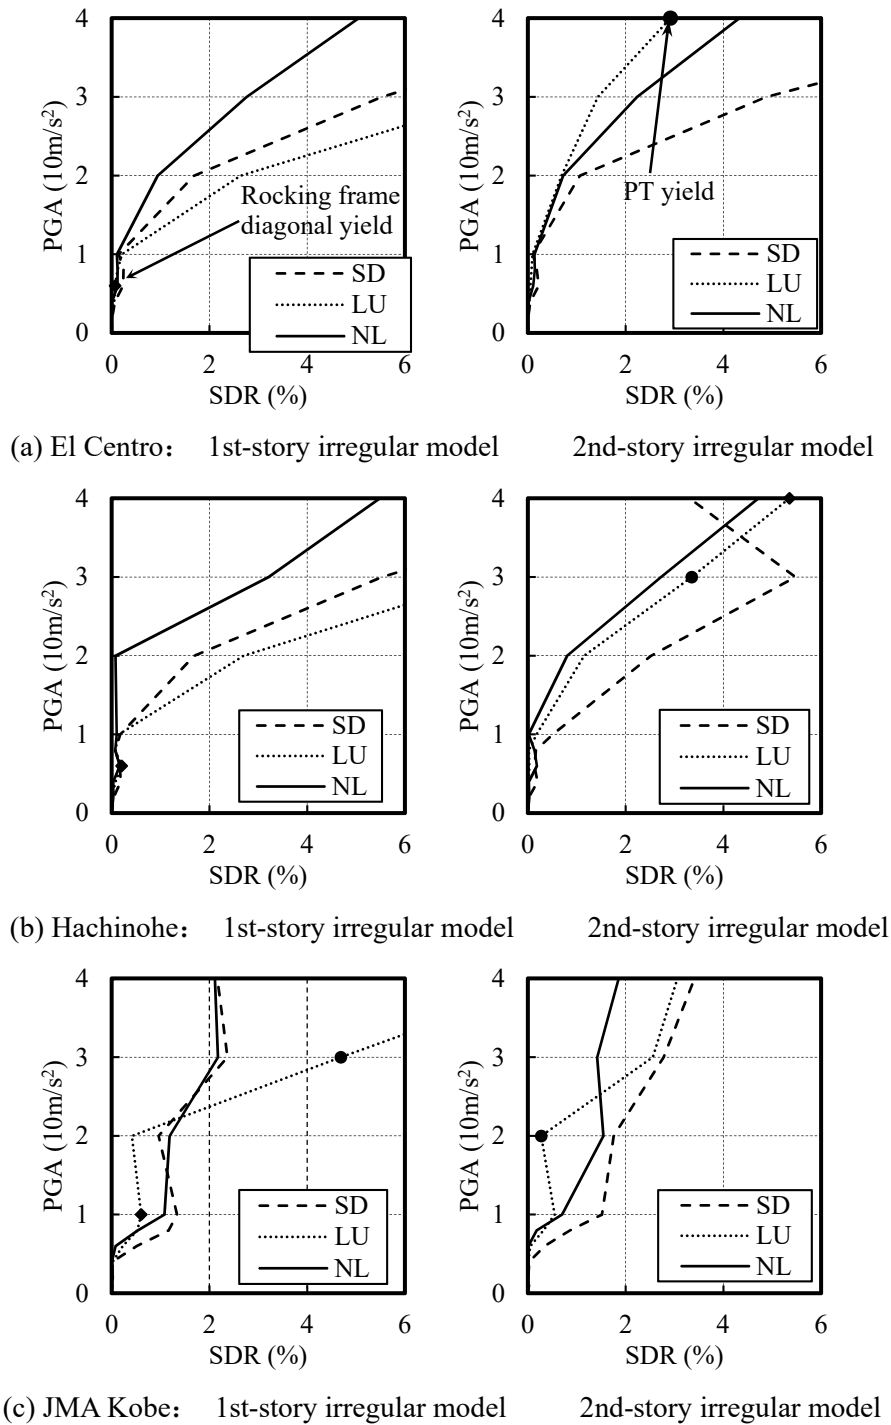 4
3
2
1
0
0
2
4
6
PGA (10m/s²)
SDR (%)
Rocking frame
diagonal yield
SD
LU
NL
4
3
2
1
0
0
2
4
6
PGA (10m/s²)
SDR (%)
PT yield
SD
LU
NL
(a) El Centro： 1st-story irregular model 2nd-story irregular model
4
3
2
1
0
0
2
4
6
PGA (10m/s²)
SDR (%)
SD
LU
NL
4
3
2
1
0
0
2
4
6
PGA (10m/s²)
SDR (%)
SD
LU
NL
(b) Hachinohe： 1st-story irregular model 2nd-story irregular model
4
3
2
1
0
0
2
4
6
PGA (10m/s²)
SDR (%)
SD
LU
NL
4
3
2
1
0
0
2
4
6
PGA (10m/s²)
SDR (%)
SD
LU
NL
(c) JMA Kobe： 1st-story irregular model 2nd-story irregular model